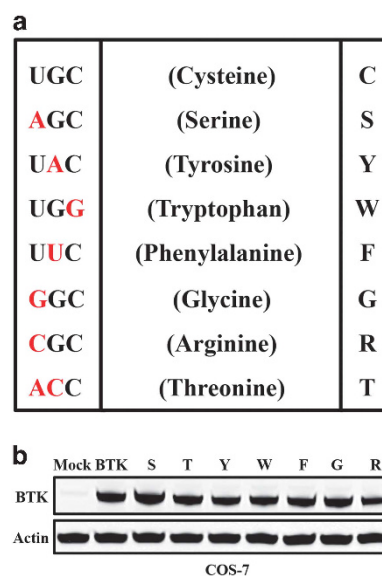 a
UGC (Cysteine) C
AGC (Serine) S
UAC (Tyrosine) Y
UGG (Tryptophan) W
UUC (Phenylalanine) F
GGC (Glycine) G
CGC (Arginine) R
ACC (Threonine) T
b
Mock BTK S T Y W F G R
BTK
Actin
COS-7